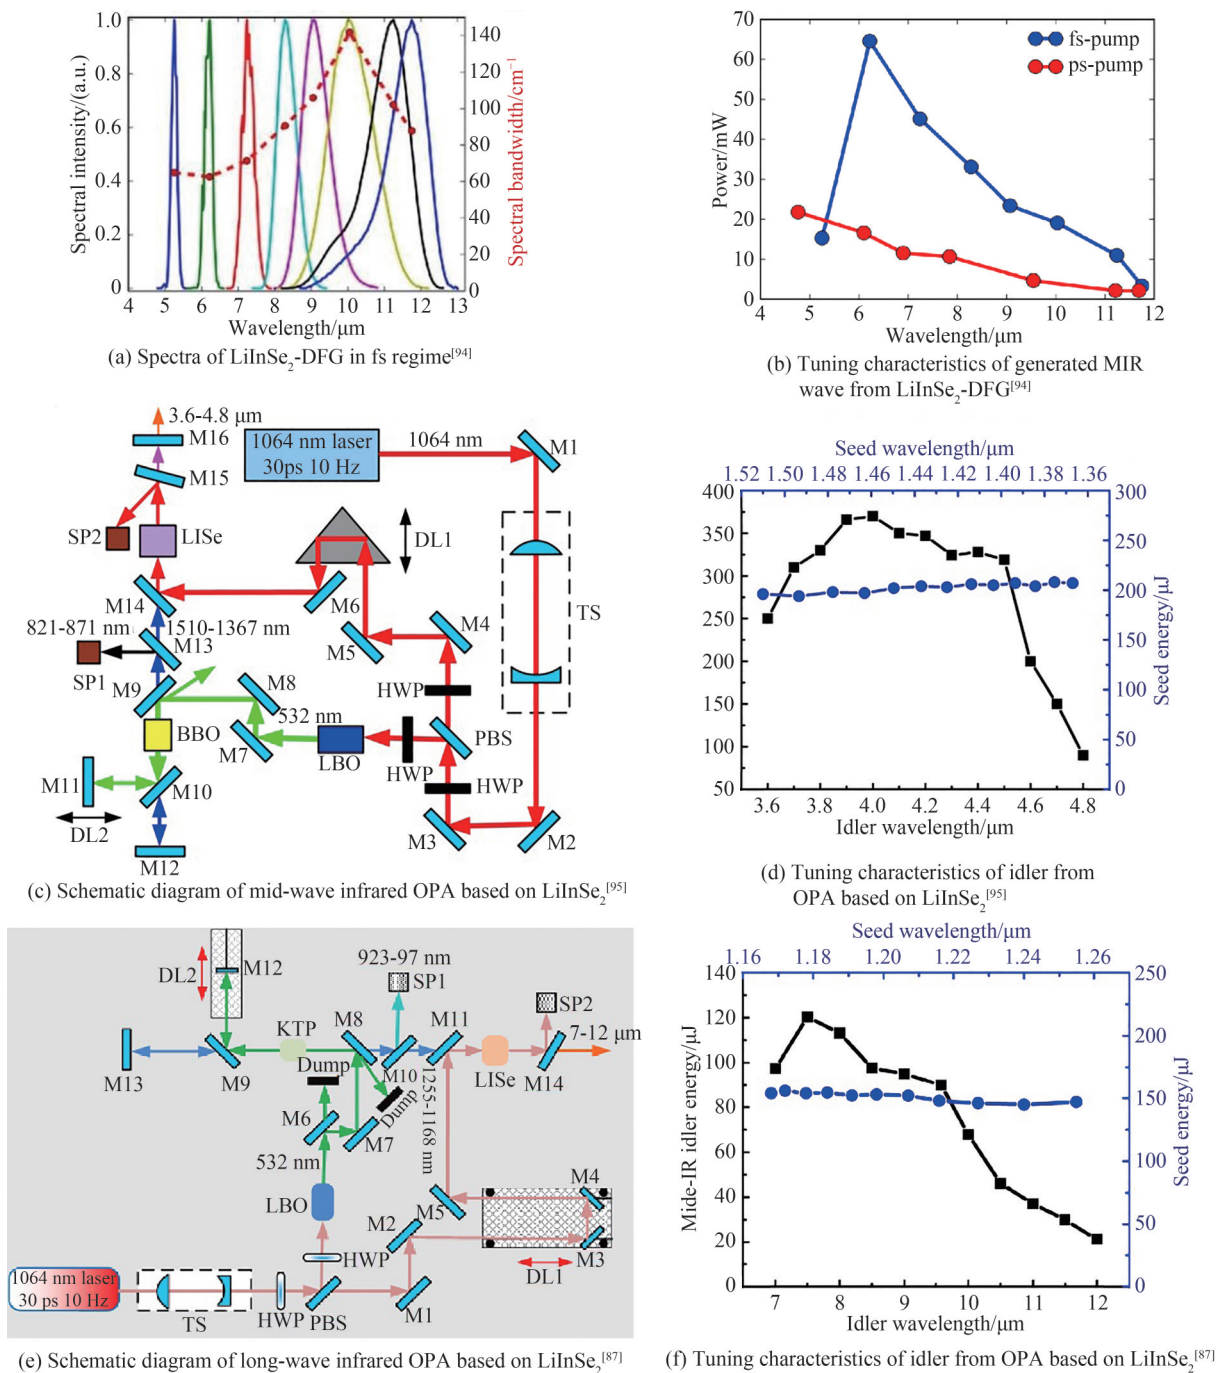 1.0
0.8
0.6
0.4
0.2
0
Spectral intensity/(a.u.)
140
120
100
80
60
40
20
0
Spectral bandwidth/cm⁻¹
4 5 6 7 8 9 10 11 12 13
Wavelength/μm
(a) Spectra of LiInSe₂-DFG in fs regime[94]
70
60
50
40
30
20
10
0
Power/mW
fs-pump
ps-pump
4 5 6 7 8 9 10 11 12
Wavelength/μm
(b) Tuning characteristics of generated MIR
wave from LiInSe₂-DFG[94]
3.6-4.8 μm
M16
M15
SP2
LISe
1064 nm laser
30ps 10 Hz
1064 nm
M1
DL1
TS
M14
M6
M5
M4
821-871 nm
1510-1367 nm
M13
SP1
M9
M8
HWP
532 nm
BBO
M7
LBO
HWP
PBS
HWP
M11
M10
DL2
M12
M3
M2
(c) Schematic diagram of mid-wave infrared OPA based on LiInSe₂[95]
Seed wavelength/μm
1.52 1.50 1.48 1.46 1.44 1.42 1.40 1.38 1.36
400
350
300
250
200
150
100
50
300
250
200
150
100
50
0
Seed energy/μJ
3.6 3.8 4.0 4.2 4.4 4.6 4.8
Idler wavelength/μm
(d) Tuning characteristics of idler from
OPA based on LiInSe₂[95]
DL2
M12
923-97 nm
SP1
SP2
KTP
M8
M11
7-12 μm
M13
M9
Dump
M10
LISe
M14
M6
Dump
M7
1255-1168 nm
532 nm
LBO
M5
M4
M2
HWP
M3
DL1
1064 nm laser
30 ps 10 Hz
TS
HWP
PBS
M1
(e) Schematic diagram of long-wave infrared OPA based on LiInSe₂[87]
Seed wavelength/μm
1.16 1.18 1.20 1.22 1.24 1.26
140
120
100
80
60
40
20
0
Mide-IR idler energy/μJ
250
200
150
100
50
0
Seed energy/μJ
7 8 9 10 11 12
Idler wavelength/μm
(f) Tuning characteristics of idler from OPA based on LiInSe₂[87]